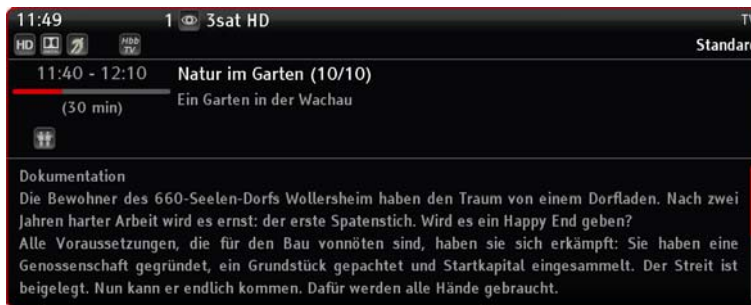 11:49 1 3sat HD TV
HD HDD TV Standard
11:40 - 12:10 Natur im Garten (10/10)
(30 min) Ein Garten in der Wachau
Dokumentation
Die Bewohner des 660-Seelen-Dorfs Wollersheim haben den Traum von einem Dorfladen. Nach zwei
Jahren harter Arbeit wird es ernst: der erste Spatenstich. Wird es ein Happy End geben?
Alle Voraussetzungen, die für den Bau vonnöten sind, haben sie sich erkämpft: Sie haben eine
Genossenschaft gegründet, ein Grundstück gepachtet und Startkapital eingesammelt. Der Streit ist
beigelegt. Nun kann er endlich kommen. Dafür werden alle Hände gebraucht.